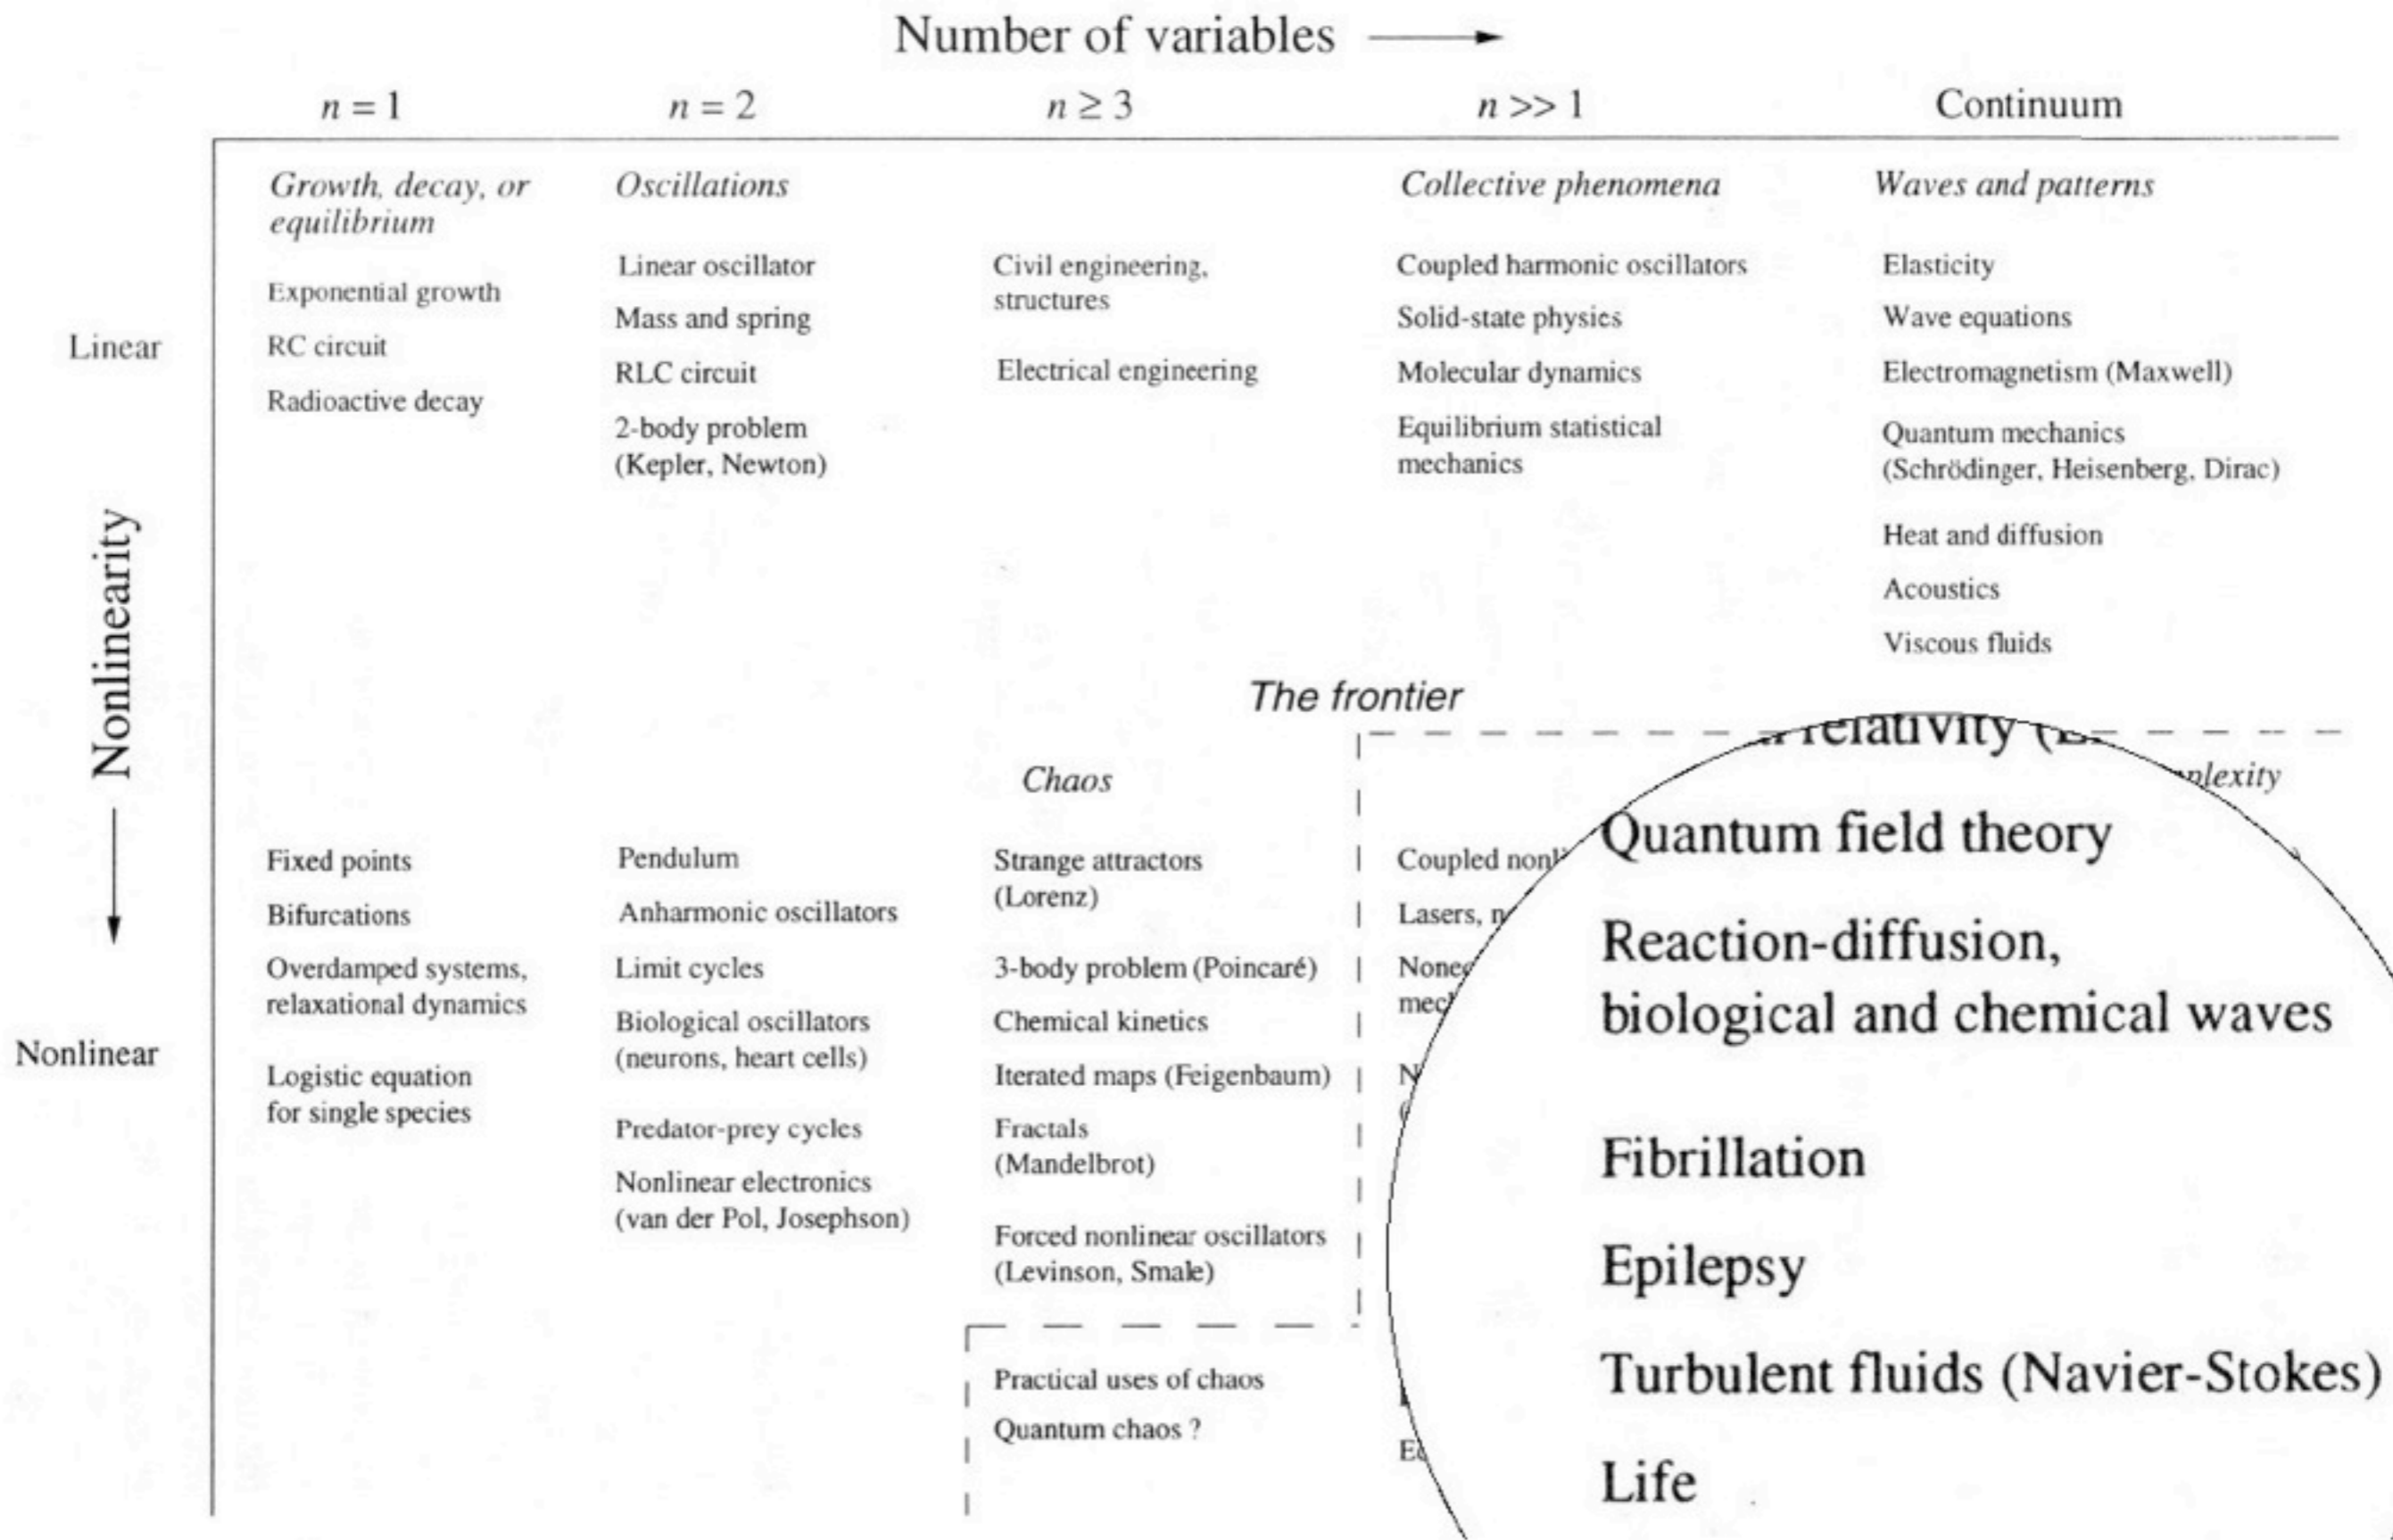 Number of variables
n = 1
n = 2
n ≥ 3
n >> 1
Continuum
Linear
Nonlinearity
Nonlinear
Growth, decay, or
equilibrium
Exponential growth
RC circuit
Radioactive decay
Oscillations
Linear oscillator
Mass and spring
RLC circuit
2-body problem
(Kepler, Newton)
Civil engineering,
structures
Electrical engineering
Collective phenomena
Coupled harmonic oscillators
Solid-state physics
Molecular dynamics
Equilibrium statistical
mechanics
Waves and patterns
Elasticity
Wave equations
Electromagnetism (Maxwell)
Quantum mechanics
(Schrödinger, Heisenberg, Dirac)
Heat and diffusion
Acoustics
Viscous fluids
The frontier
Fixed points
Bifurcations
Overdamped systems,
relaxational dynamics
Logistic equation
for single species
Pendulum
Anharmonic oscillators
Limit cycles
Biological oscillators
(neurons, heart cells)
Predator-prey cycles
Nonlinear electronics
(van der Pol, Josephson)
Chaos
Strange attractors
(Lorenz)
3-body problem (Poincaré)
Chemical kinetics
Iterated maps (Feigenbaum)
Fractals
(Mandelbrot)
Forced nonlinear oscillators
(Levinson, Smale)
Practical uses of chaos
Quantum chaos ?
Coupled
Lasers,
relativity
Quantum field theory
Reaction-diffusion,
biological and chemical waves
Fibrillation
Epilepsy
Turbulent fluids (Navier-Stokes)
Life